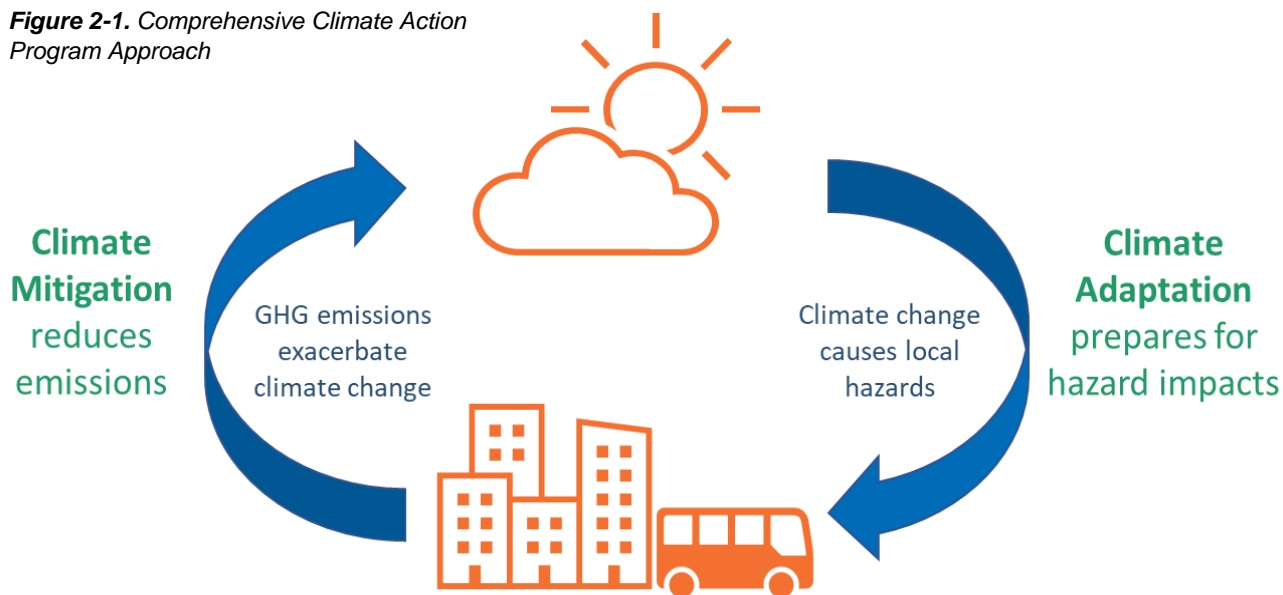 Figure 2-1. Comprehensive Climate Action
Program Approach
Climate
Mitigation
reduces
emissions
GHG emissions
exacerbate
climate change
Climate change
causes local
hazards
Climate
Adaptation
prepares for
hazard impacts